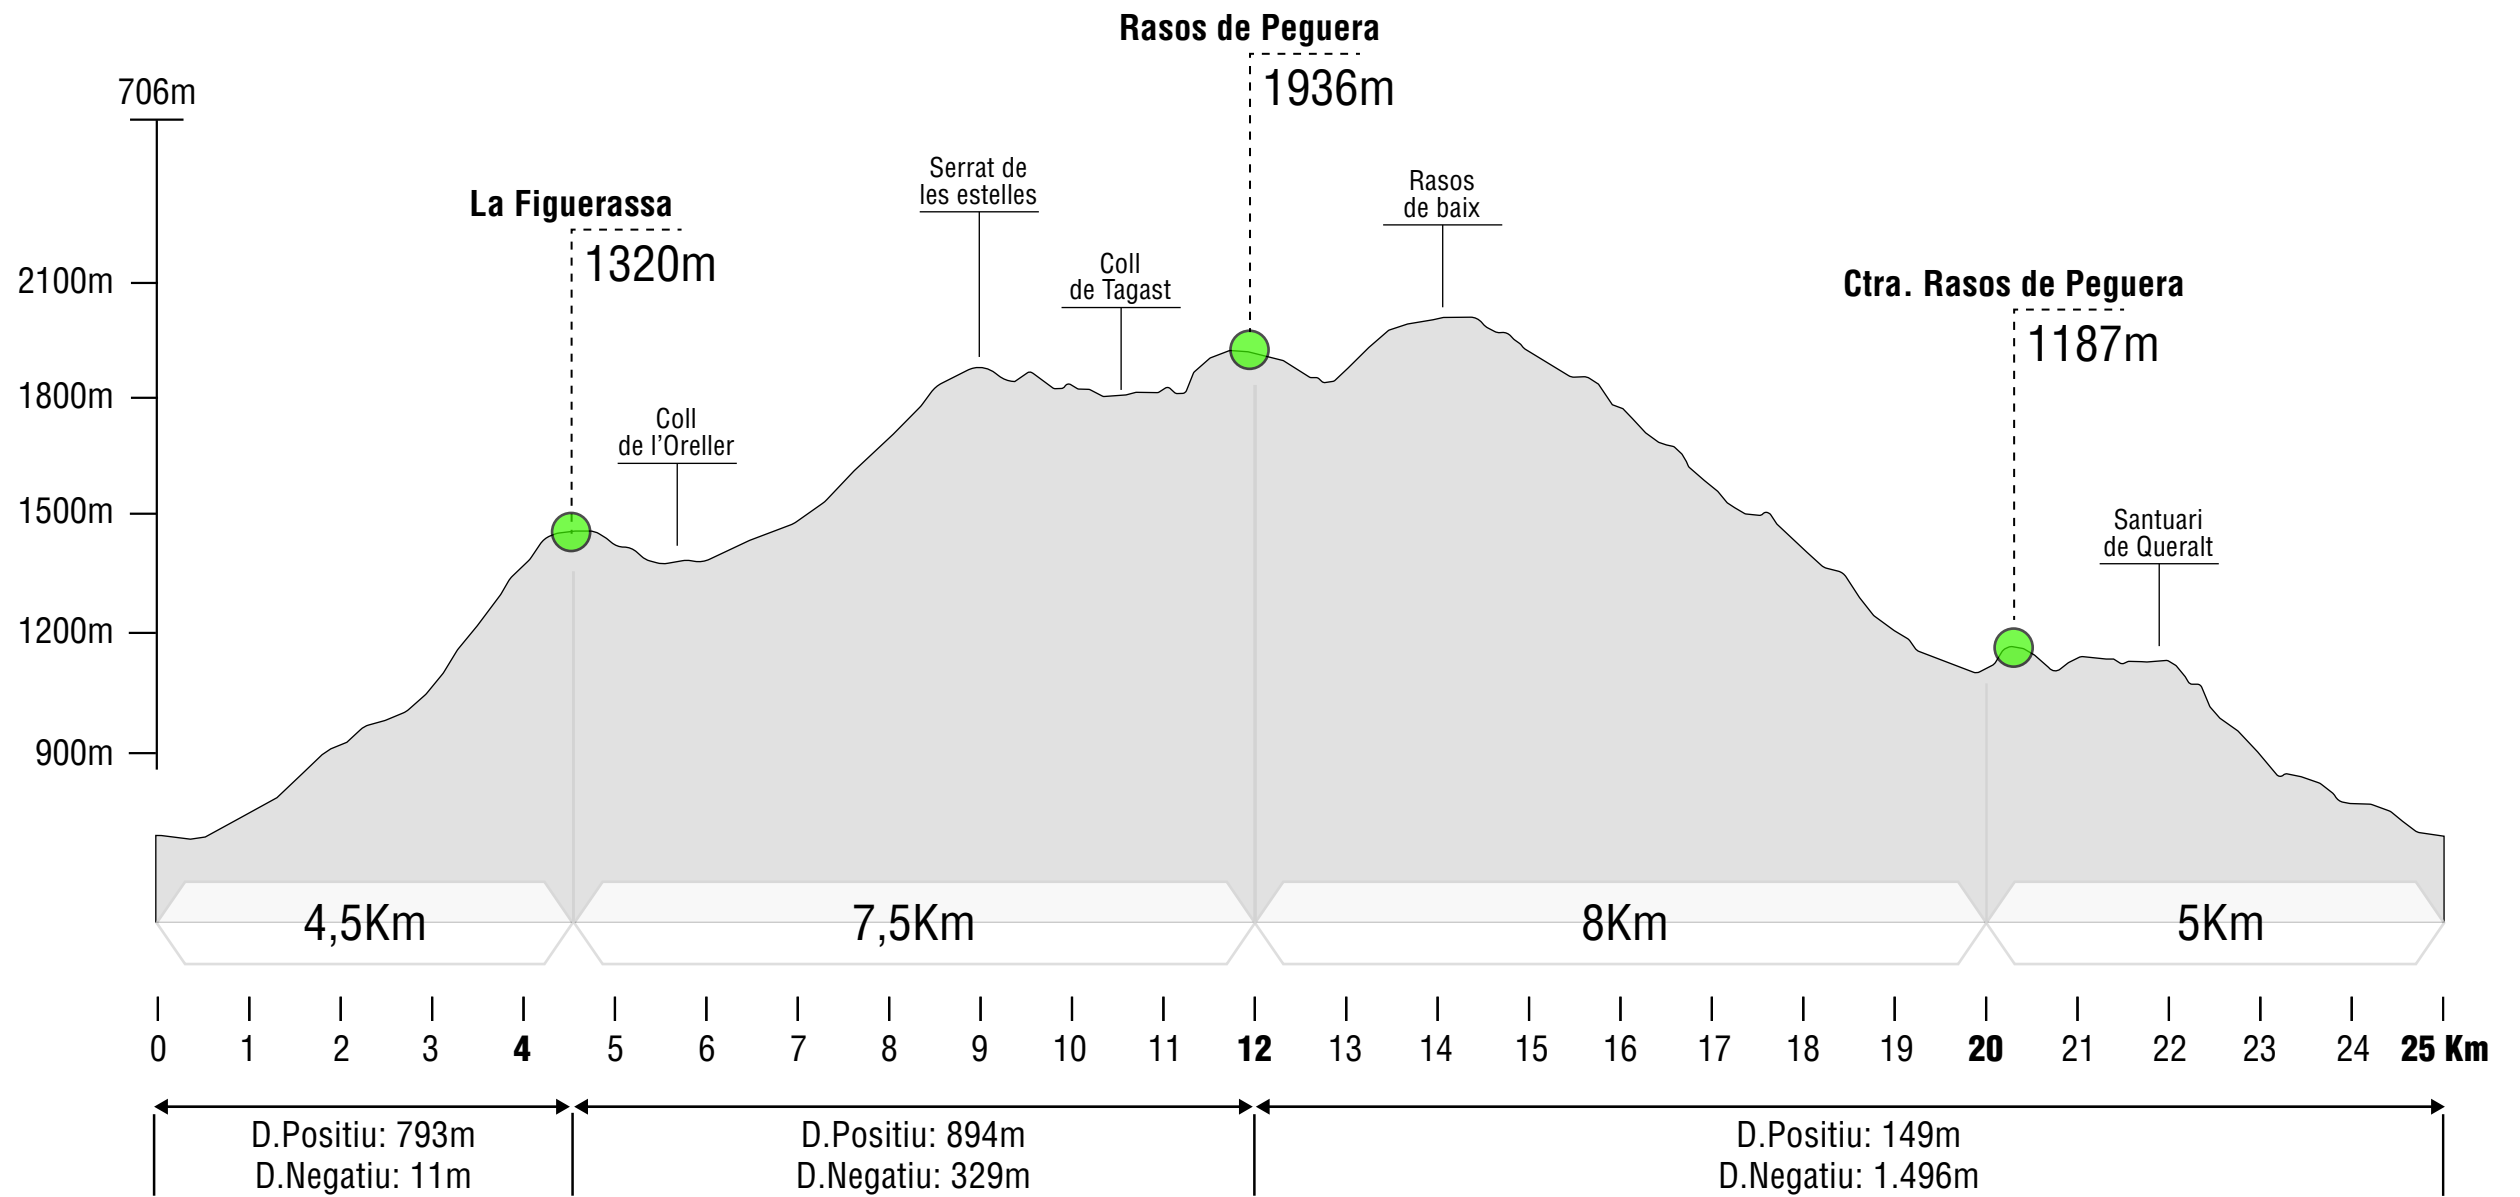 Rasos de Peguera
1936m
706m
Serrat de
les estelles
Rasos
de baix
La Figuerassa
1320m
Coll
de Tagast
Ctra. Rasos de Peguera
1187m
2100m
1800m
Coll
de l'Oreller
1500m
Santuari
de Queralt
1200m
900m
4,5Km
7,5Km
8Km
5Km
0 1 2 3 4 5 6 7 8 9 10 11 12 13 14 15 16 17 18 19 20 21 22 23 24 25 Km
D.Positiu: 793m
D.Negatiu: 11m
D.Positiu: 894m
D.Negatiu: 329m
D.Positiu: 149m
D.Negatiu: 1.496m